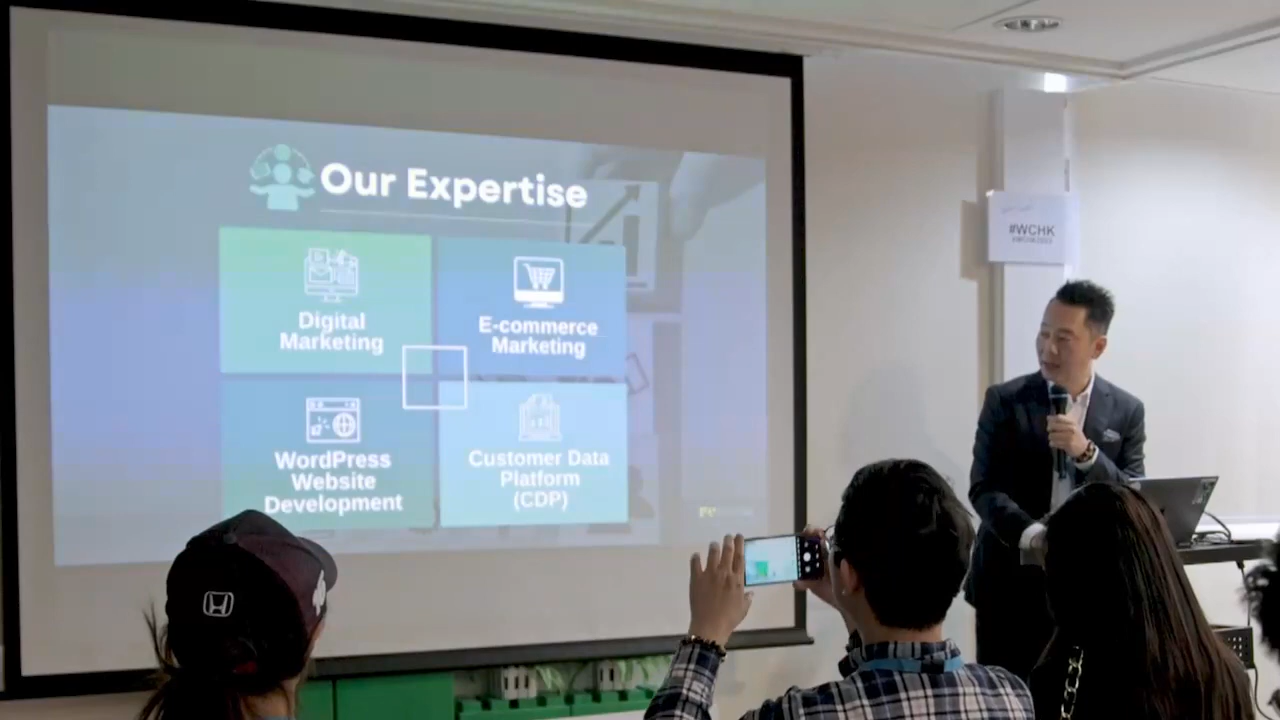 Our Expertise
Digital
Marketing
E-commerce
Marketing
WordPress
Website
Development
Customer Data
Platform
(CDP)
#WCHK